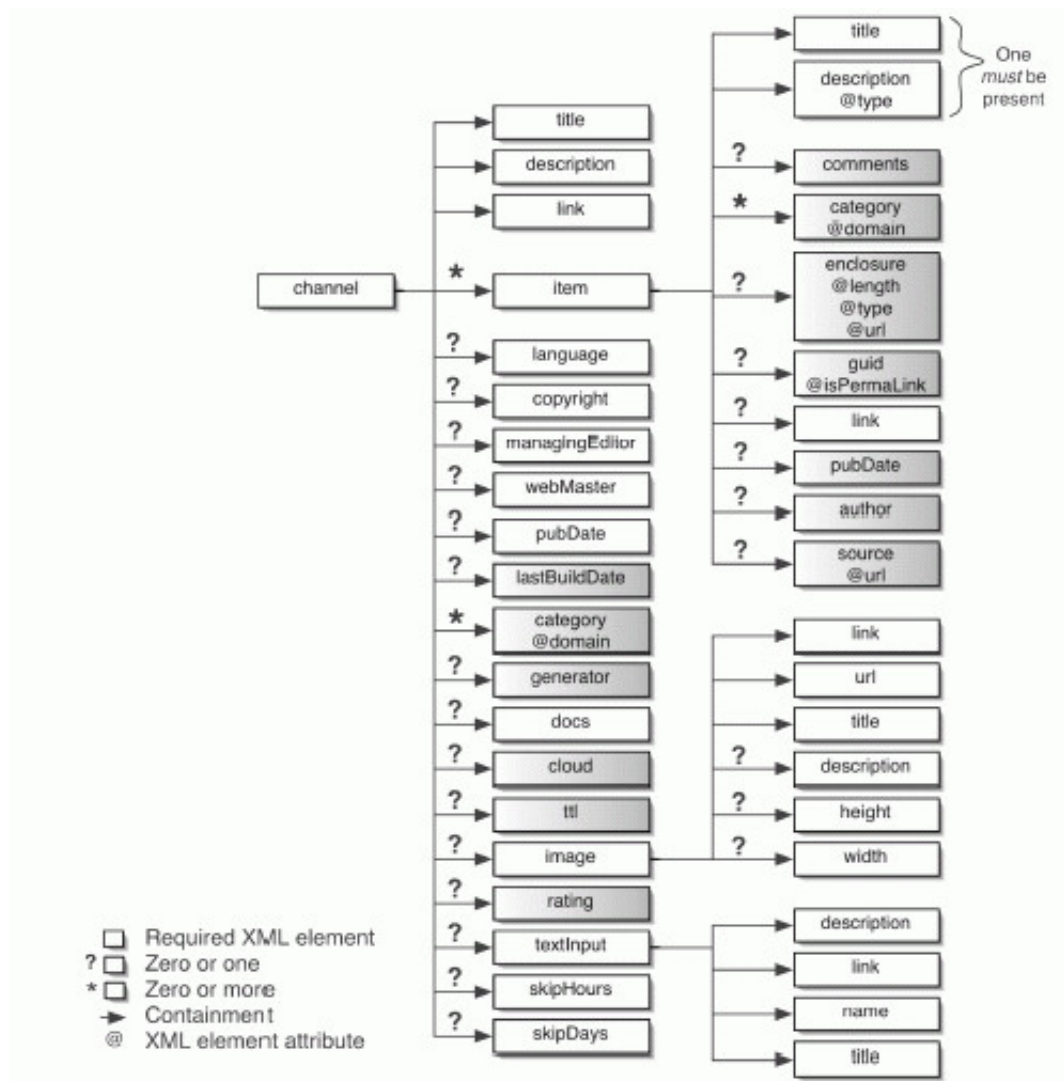 channel
title
description
link
*
item
?
language
?
copyright
?
managingEditor
?
webMaster
?
pubDate
?
lastBuildDate
*
category
@domain
?
generator
?
docs
?
cloud
?
ttl
?
image
?
rating
?
textInput
?
skipHours
?
skipDays
title
description
@type
One
must be
present
?
comments
*
category
@domain
?
enclosure
@length
@type
@url
?
guid
@isPermaLink
?
link
?
pubDate
?
author
?
source
@url
link
url
title
?
description
?
height
?
width
description
link
name
title
Required XML element
? Zero or one
* Zero or more
Containment
@ XML element attribute